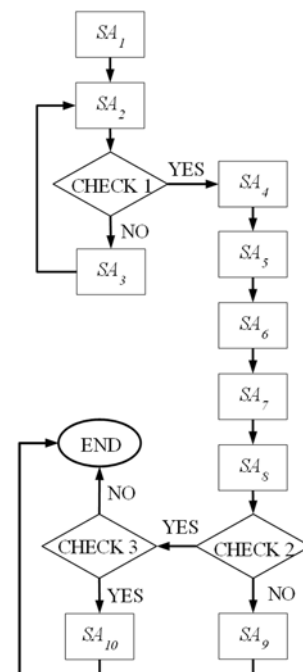 SA1
SA2
CHECK 1
YES
NO
SA3
SA4
SA5
SA6
SA7
SA8
END
NO
YES
CHECK 3
CHECK 2
YES
NO
SA10
SA9